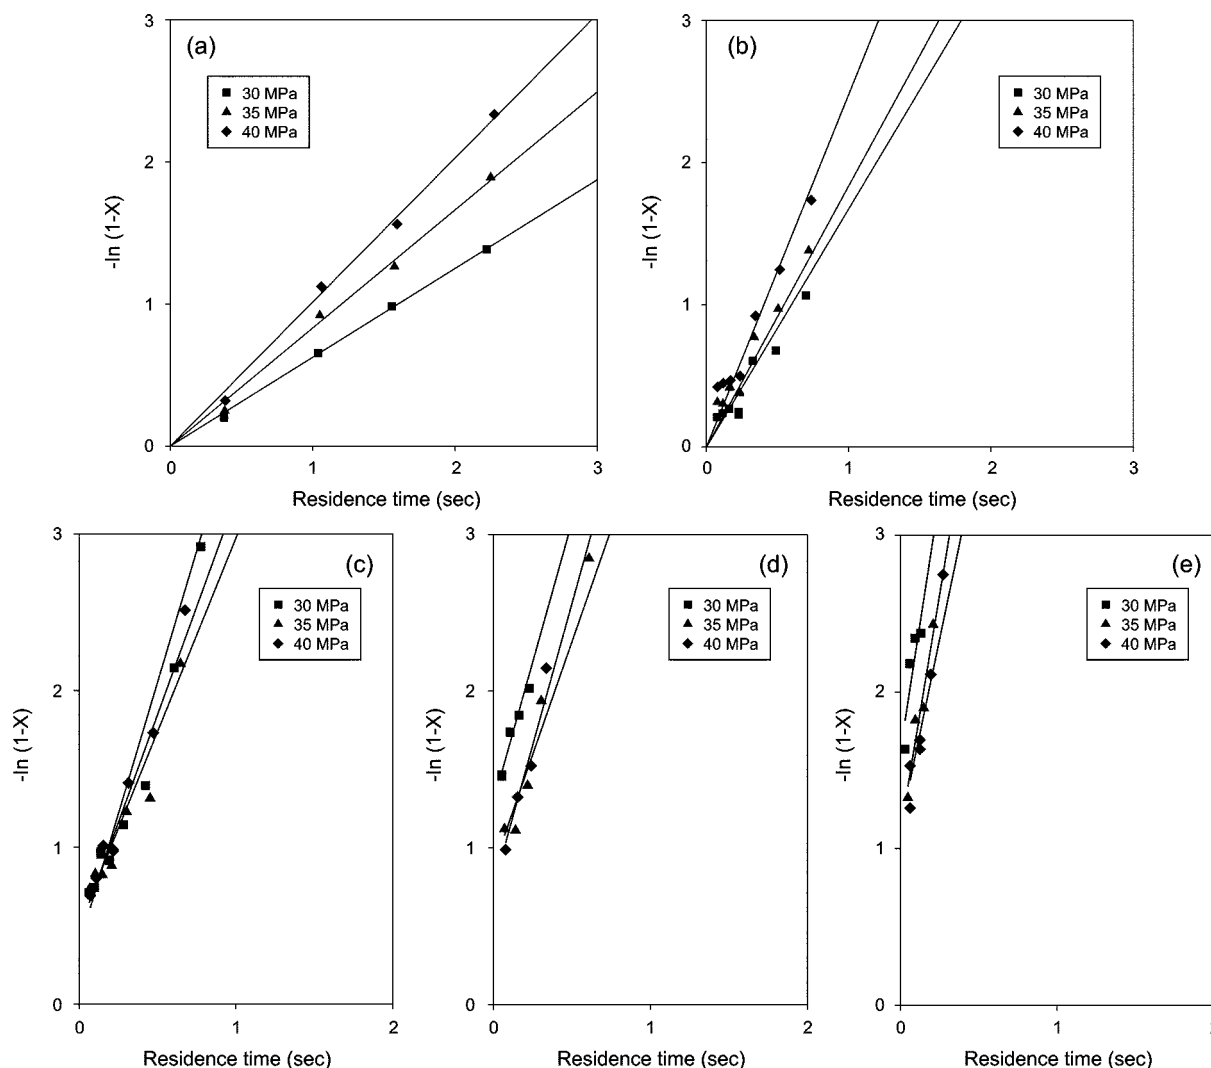 (a)
30 MPa
35 MPa
40 MPa
-ln (1-X)
3
2
1
0
0 1 2 3
Residence time (sec)
(b)
30 MPa
35 MPa
40 MPa
-ln (1-X)
3
2
1
0
0 1 2 3
Residence time (sec)
(c)
30 MPa
35 MPa
40 MPa
-ln (1-X)
3
2
1
0
0 1 2
Residence time (sec)
(d)
30 MPa
35 MPa
40 MPa
-ln (1-X)
3
2
1
0
0 1 2
Residence time (sec)
(e)
30 MPa
35 MPa
40 MPa
-ln (1-X)
3
2
1
0
0 1 2
Residence time (sec)